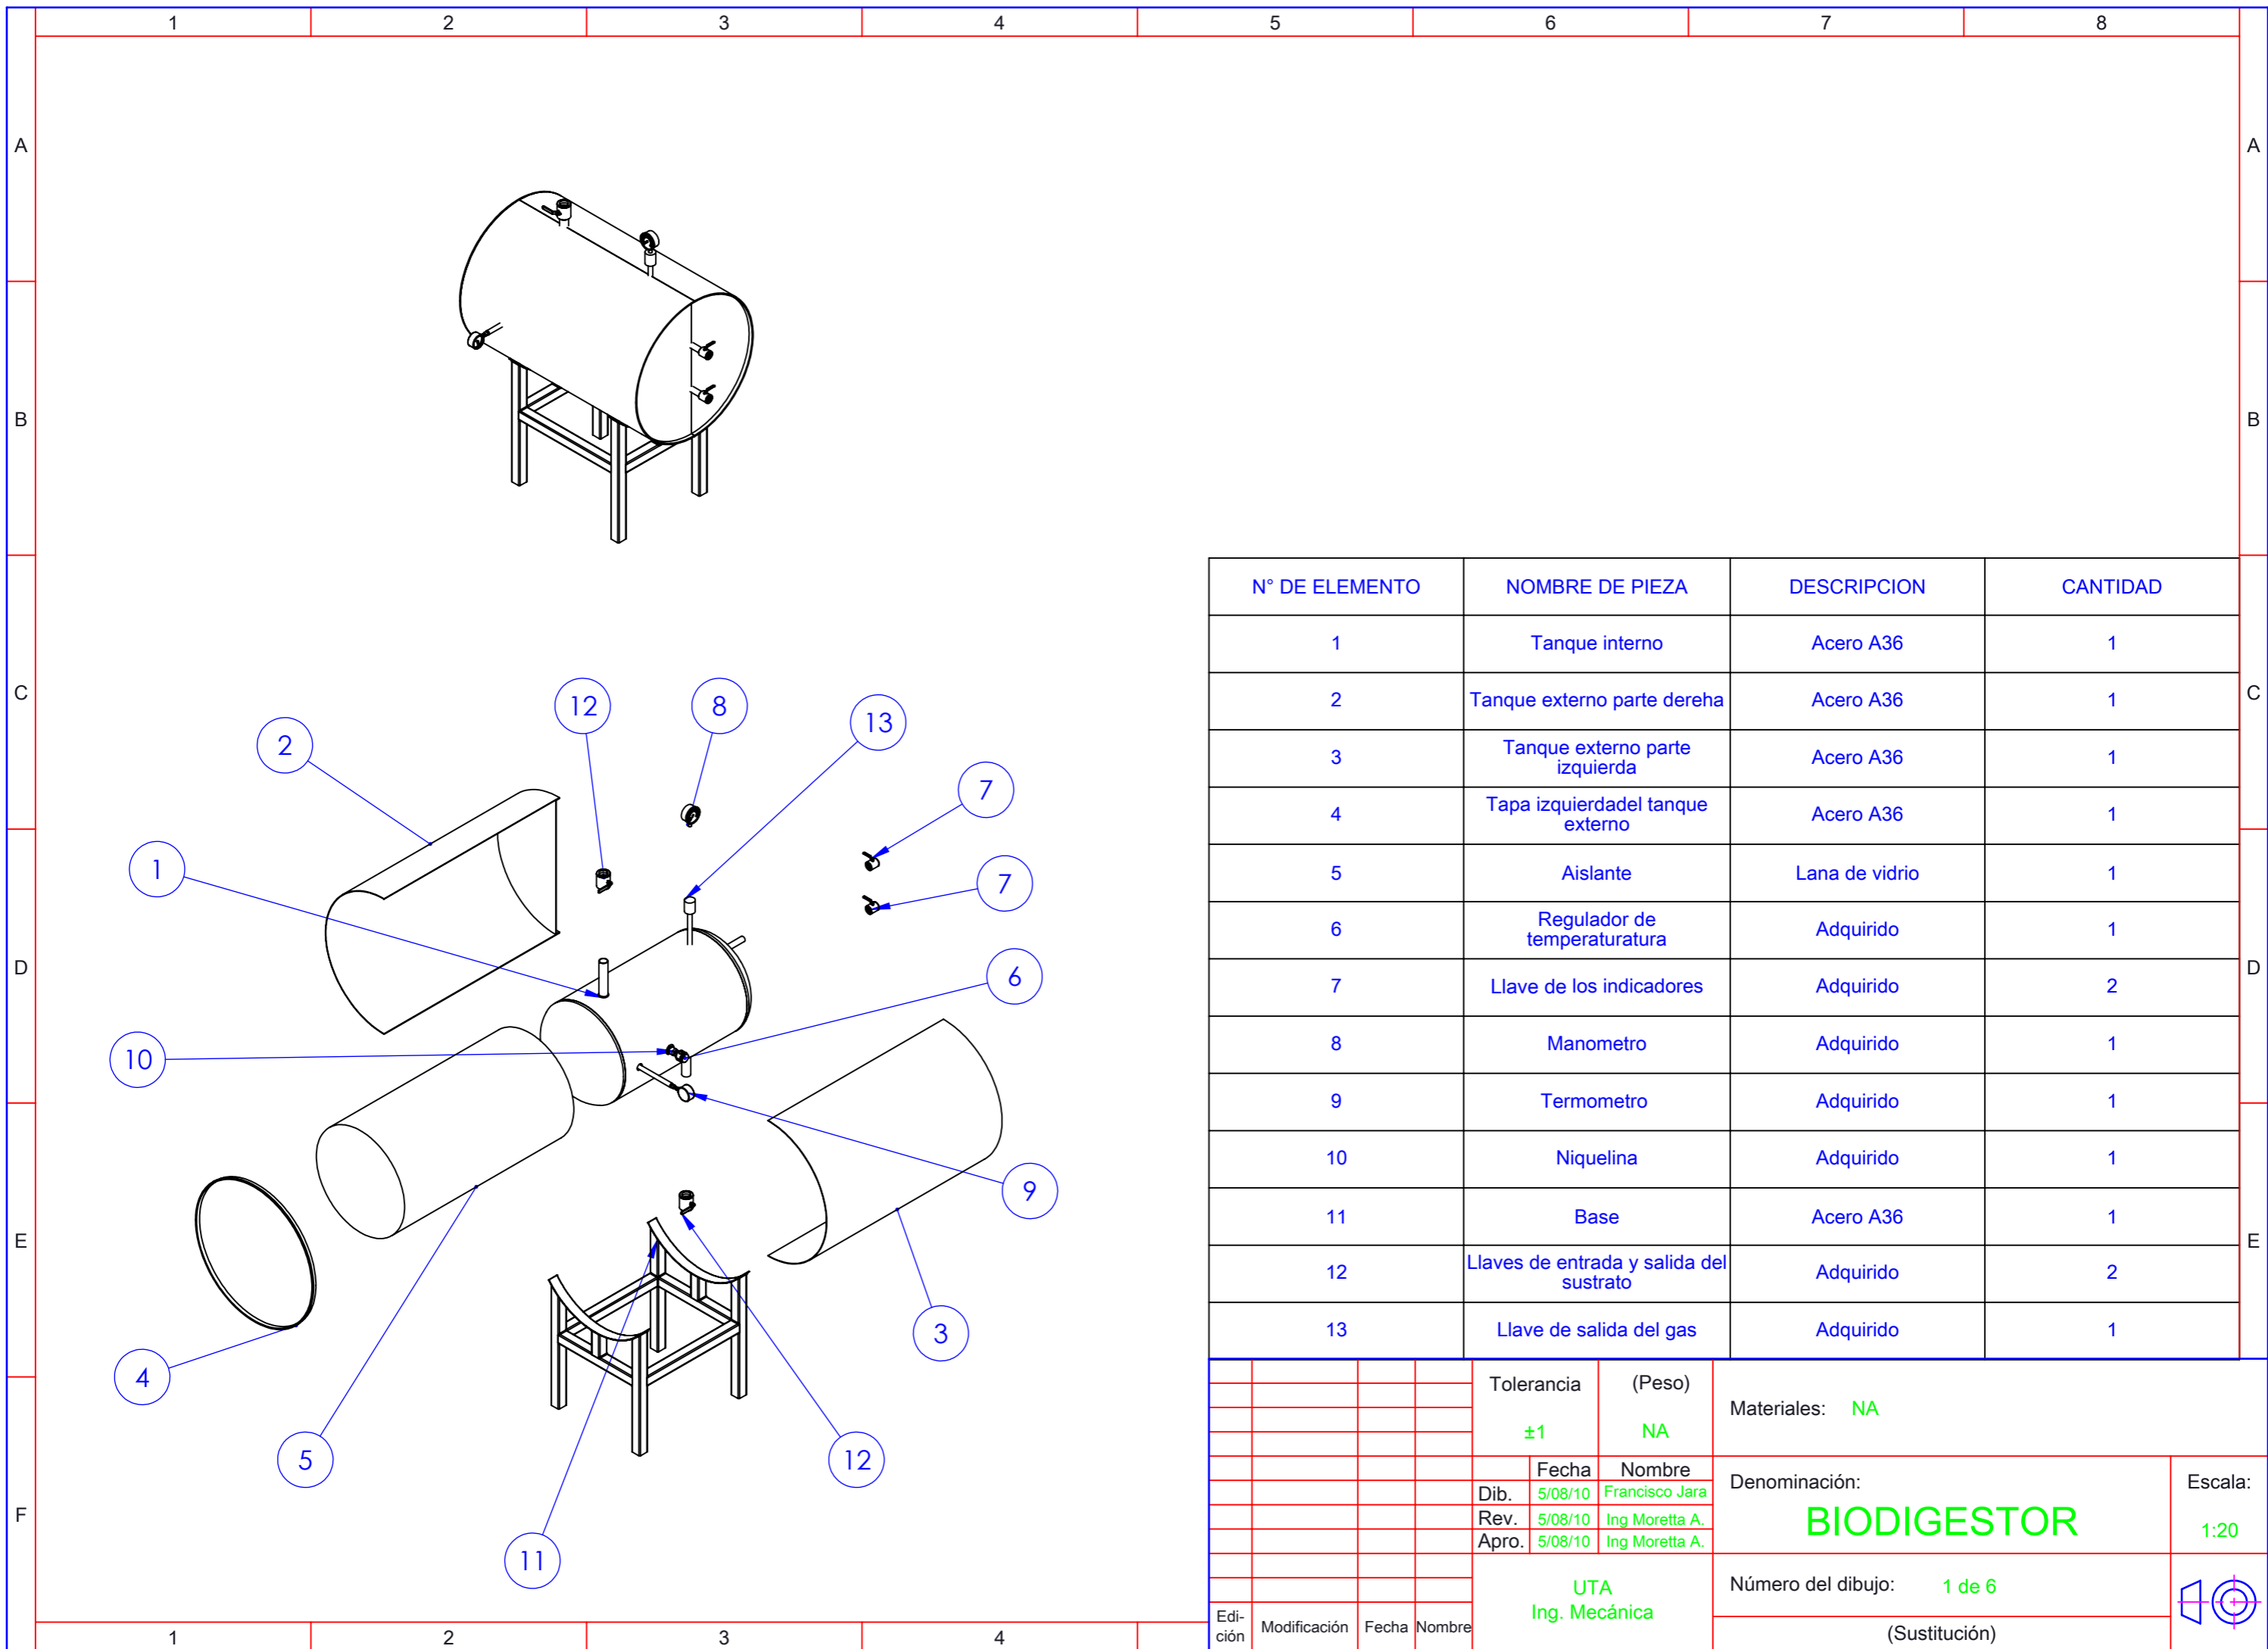 1 2 3 4 5 6 7 8
A A
B B
C C
D D
E E
F
1 2 3 4
12
8
13
2
7
1
7
6
10
9
3
4
5
12
11
N° DE ELEMENTO NOMBRE DE PIEZA DESCRIPCION CANTIDAD
1 Tanque interno Acero A36 1
2 Tanque externo parte dereha Acero A36 1
3 Tanque externo parte
izquierda Acero A36 1
4 Tapa izquierdadel tanque
externo Acero A36 1
5 Aislante Lana de vidrio 1
6 Regulador de
temperaturatura Adquirido 1
7 Llave de los indicadores Adquirido 2
8 Manometro Adquirido 1
9 Termometro Adquirido 1
10 Niquelina Adquirido 1
11 Base Acero A36 1
12 Llaves de entrada y salida del
sustrato Adquirido 2
13 Llave de salida del gas Adquirido 1
Tolerancia (Peso)
±1 NA
Materiales: NA
Fecha Nombre
Dib. 5/08/10 Francisco Jara
Rev. 5/08/10 Ing Moretta A.
Apro. 5/08/10 Ing Moretta A.
Denominación:
BIODIGESTOR
Escala:
1:20
UTA
Ing. Mecánica
Número del dibujo: 1 de 6
(Sustitución)
Edi-
ción Modificación Fecha Nombre